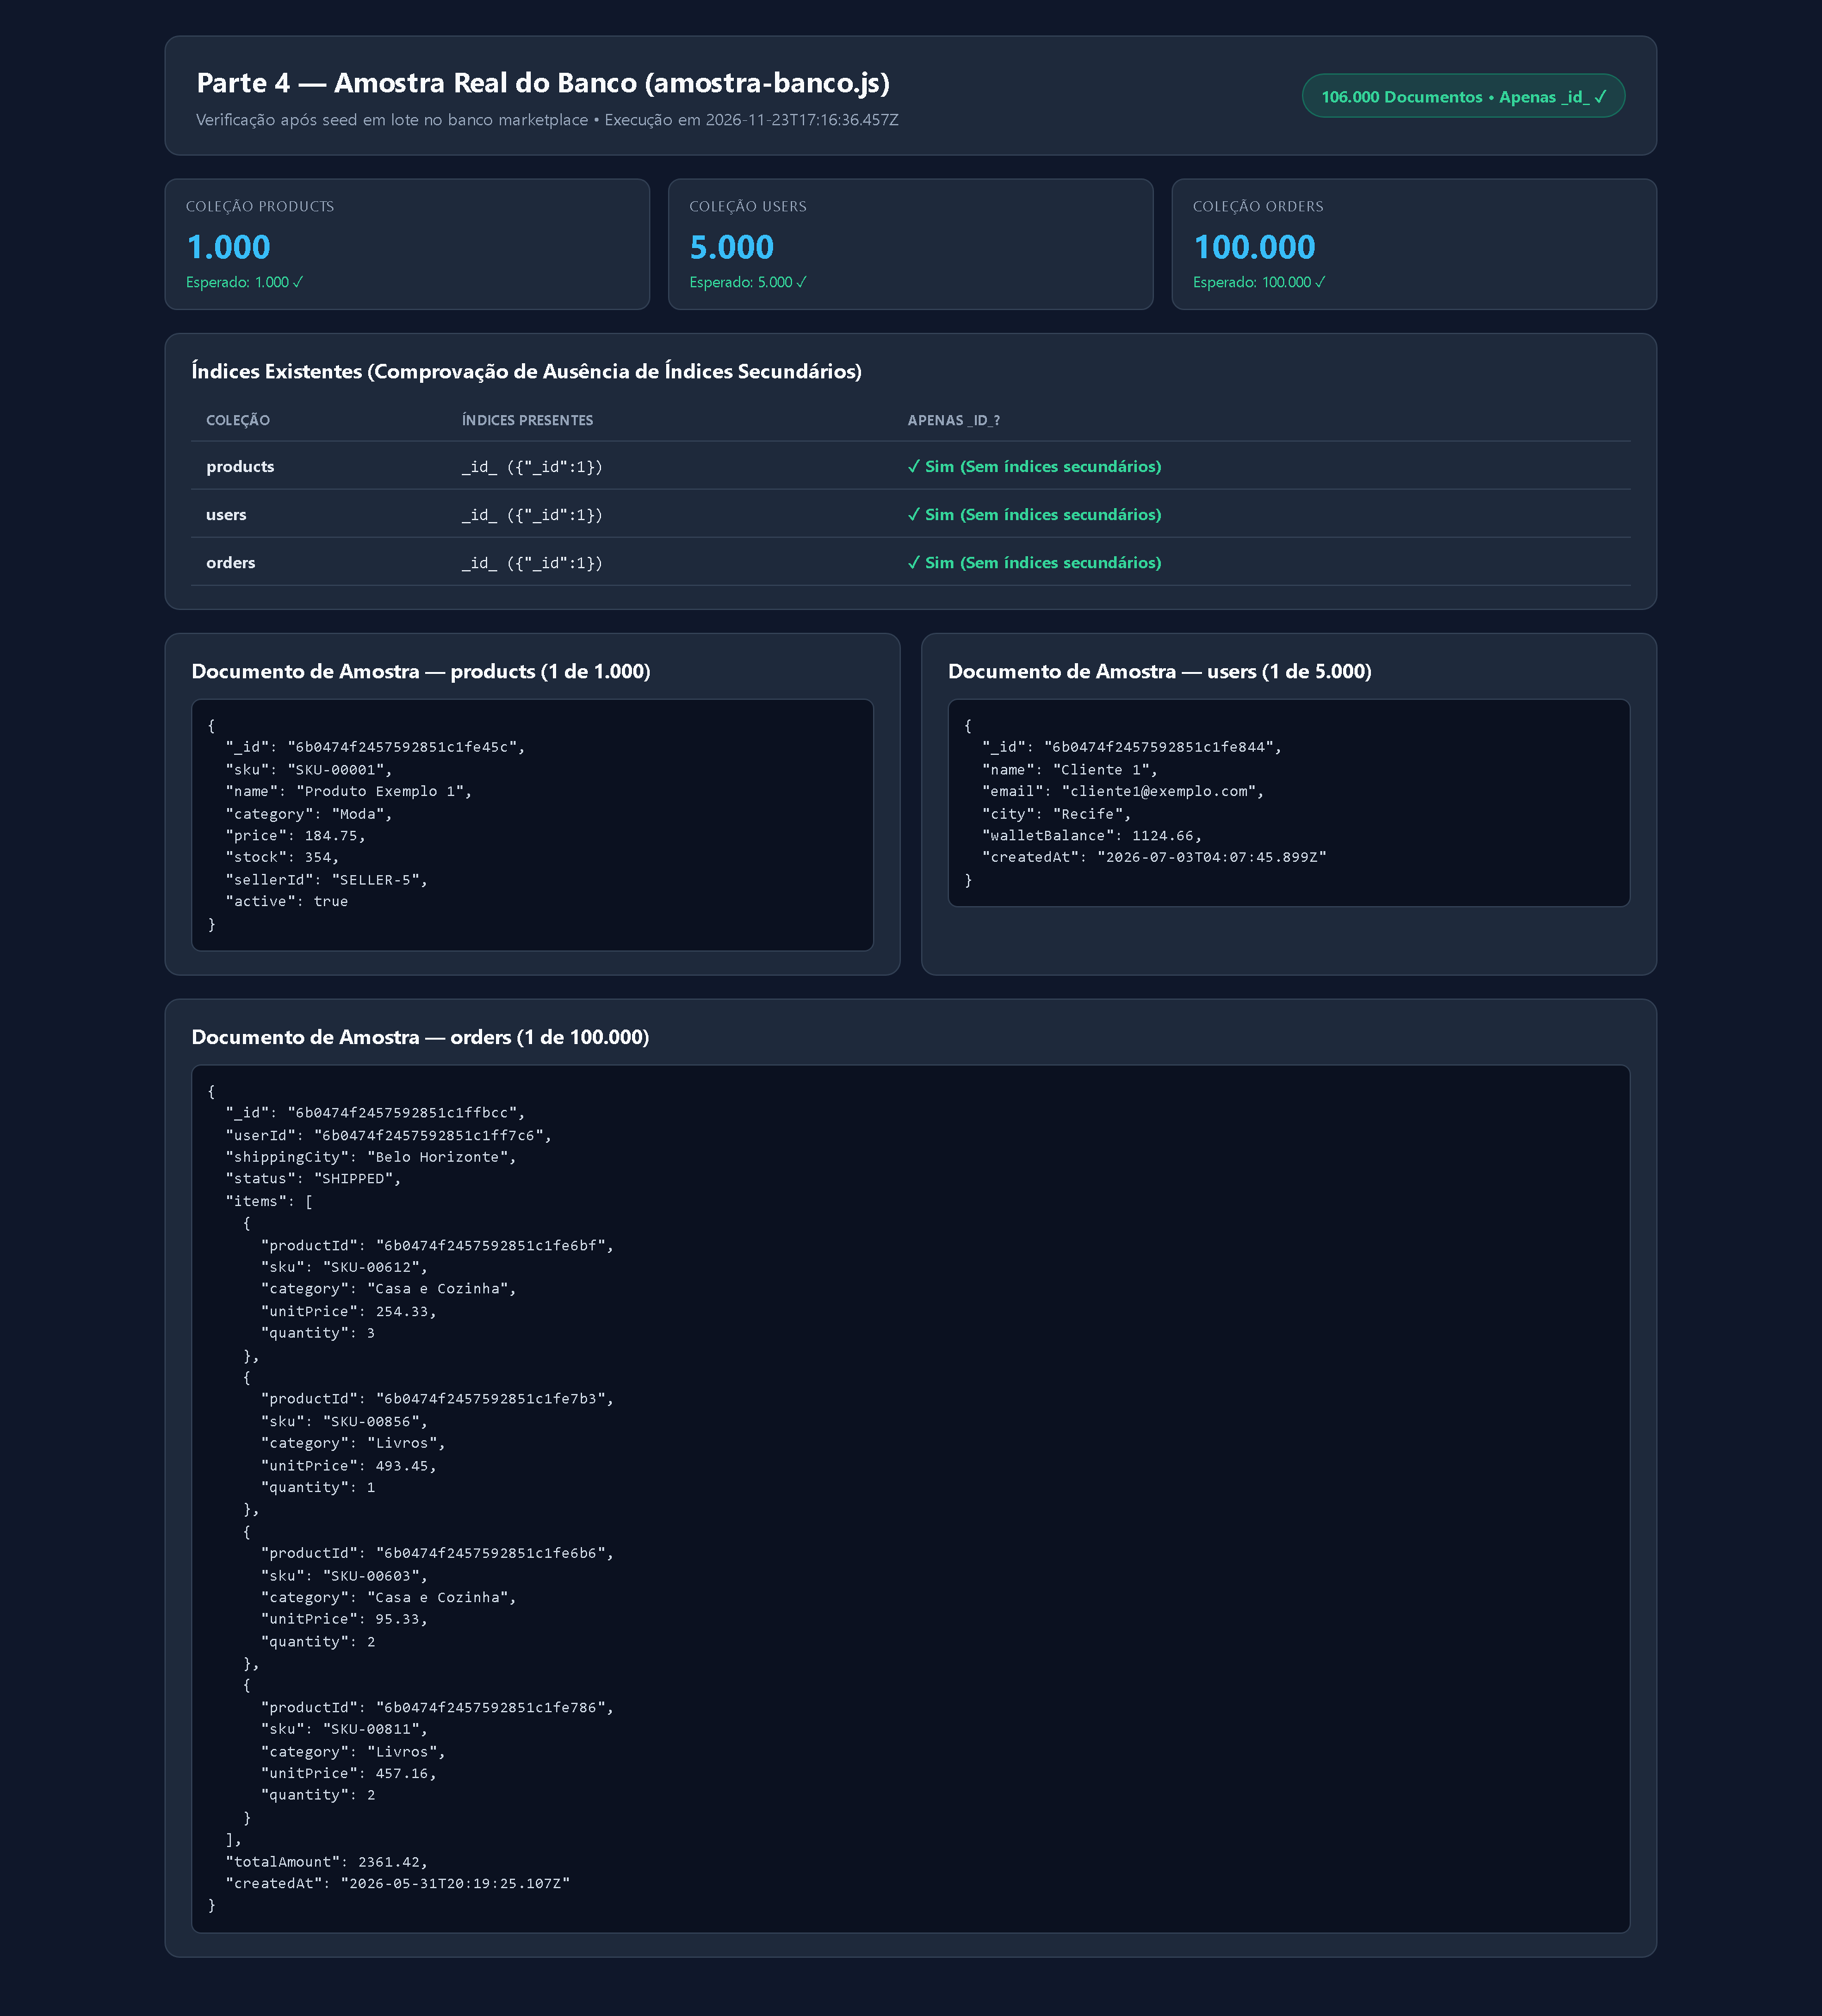 Parte 4 — Amostra Real do Banco (amostra-banco.js)
Verificação após seed em lote no banco marketplace • Execução em 2026-11-23T17:16:36.457Z
106.000 Documentos • Apenas _id_ ✓
COLEÇÃO PRODUCTS
1.000
Esperado: 1.000 ✓
COLEÇÃO USERS
5.000
Esperado: 5.000 ✓
COLEÇÃO ORDERS
100.000
Esperado: 100.000 ✓
Índices Existentes (Comprovação de Ausência de Índices Secundários)
COLEÇÃO ÍNDICES PRESENTES APENAS _ID_?
products _id_ ({"_id":1}) ✓ Sim (Sem índices secundários)
users _id_ ({"_id":1}) ✓ Sim (Sem índices secundários)
orders _id_ ({"_id":1}) ✓ Sim (Sem índices secundários)
Documento de Amostra — products (1 de 1.000)
{
"_id": "6b0474f2457592851c1fe45c",
"sku": "SKU-00001",
"name": "Produto Exemplo 1",
"category": "Moda",
"price": 184.75,
"stock": 354,
"sellerId": "SELLER-5",
"active": true
}
Documento de Amostra — users (1 de 5.000)
{
"_id": "6b0474f2457592851c1fe844",
"name": "Cliente 1",
"email": "cliente1@exemplo.com",
"city": "Recife",
"walletBalance": 1124.66,
"createdAt": "2026-07-03T04:07:45.899Z"
}
Documento de Amostra — orders (1 de 100.000)
{
"_id": "6b0474f2457592851c1ffbcc",
"userId": "6b0474f2457592851c1ff7c6",
"shippingCity": "Belo Horizonte",
"status": "SHIPPED",
"items": [
{
"productId": "6b0474f2457592851c1fe6bf",
"sku": "SKU-00612",
"category": "Casa e Cozinha",
"unitPrice": 254.33,
"quantity": 3
},
{
"productId": "6b0474f2457592851c1fe7b3",
"sku": "SKU-00856",
"category": "Livros",
"unitPrice": 493.45,
"quantity": 1
},
{
"productId": "6b0474f2457592851c1fe6b6",
"sku": "SKU-00603",
"category": "Casa e Cozinha",
"unitPrice": 95.33,
"quantity": 2
},
{
"productId": "6b0474f2457592851c1fe786",
"sku": "SKU-00811",
"category": "Livros",
"unitPrice": 457.16,
"quantity": 2
}
],
"totalAmount": 2361.42,
"createdAt": "2026-05-31T20:19:25.107Z"
}